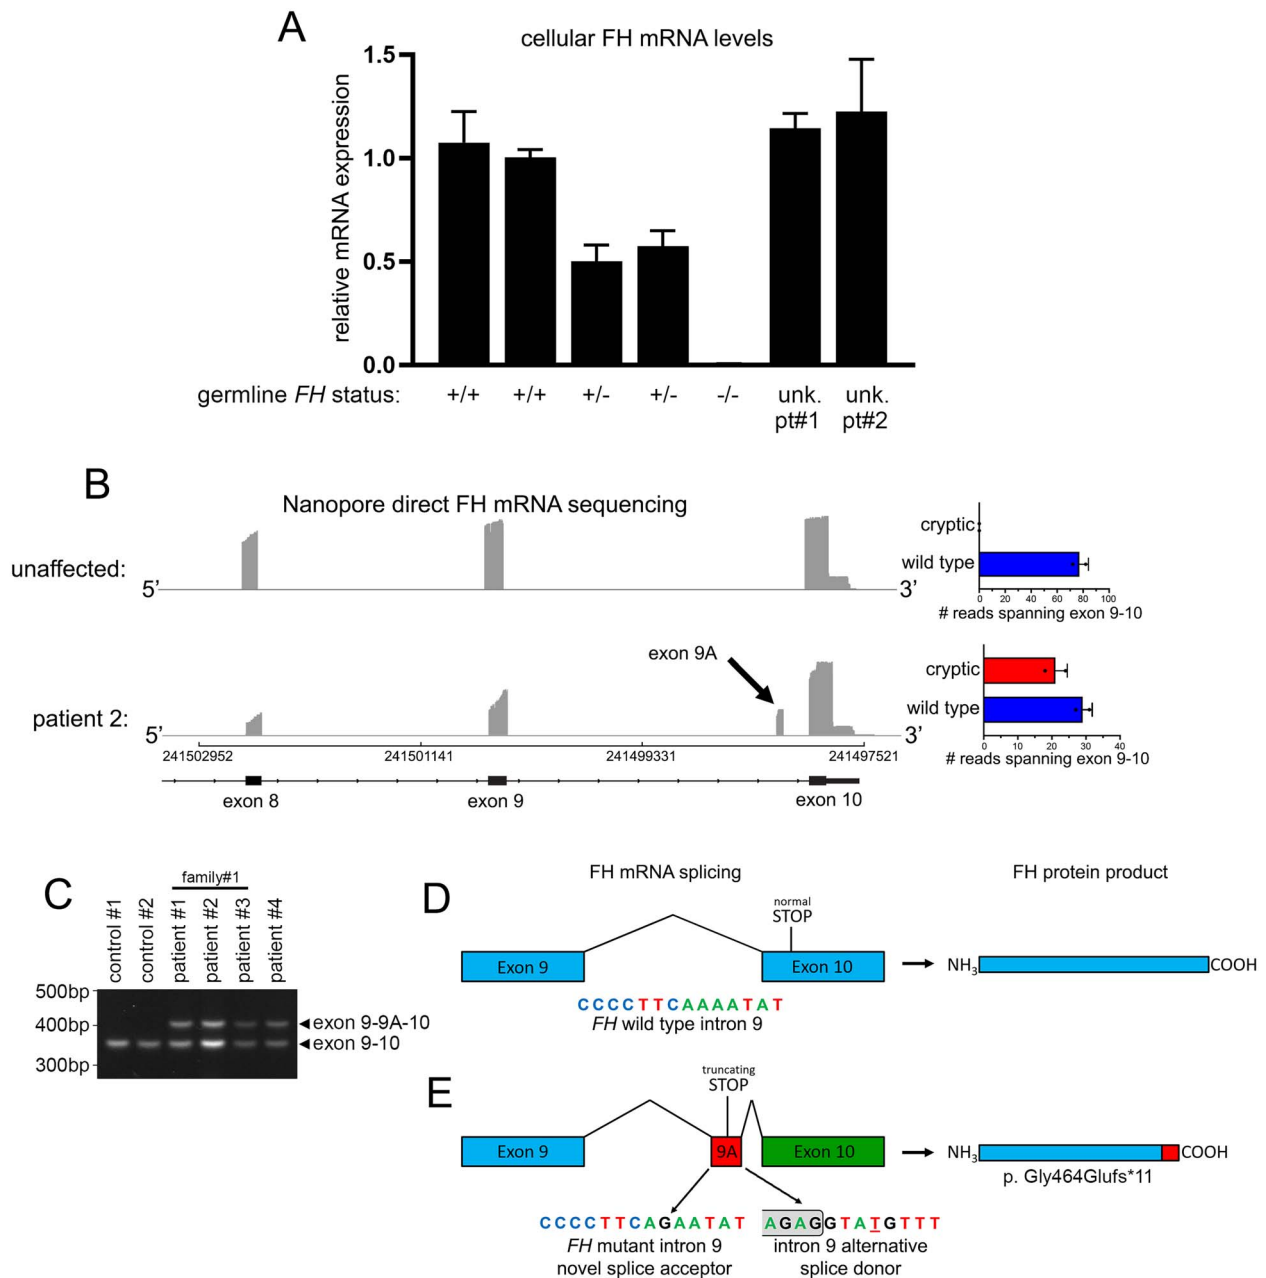 A
cellular FH mRNA levels
relative mRNA expression
1.5
1.0
0.5
0.0
germline FH status: +/+ +/+ +/- +/- -/- unk. unk.
pt#1 pt#2
B
Nanopore direct FH mRNA sequencing
unaffected:
5’ 3’
cryptic
wild type
0 20 40 60 80 100
# reads spanning exon 9-10
exon 9A
patient 2:
5’ 3’
241502952 241501141 241499331 241497521
exon 8 exon 9 exon 10
cryptic
wild type
0 10 20 30 40
# reads spanning exon 9-10
C
family#1
control #1
control #2
patient #1
patient #2
patient #3
patient #4
500bp
400bp
300bp
exon 9-9A-10
exon 9-10
D
FH mRNA splicing
FH protein product
normal
STOP
Exon 9 Exon 10
NH3 COOH
CCCCTTCAAAATAT
FH wild type intron 9
E
truncating
STOP
Exon 9 9A Exon 10
NH3 COOH
p. Gly464Glufs*11
CCCCTTCAGAATAT
FH mutant intron 9
novel splice acceptor
AGAGGTATGTTT
intron 9 alternative
splice donor